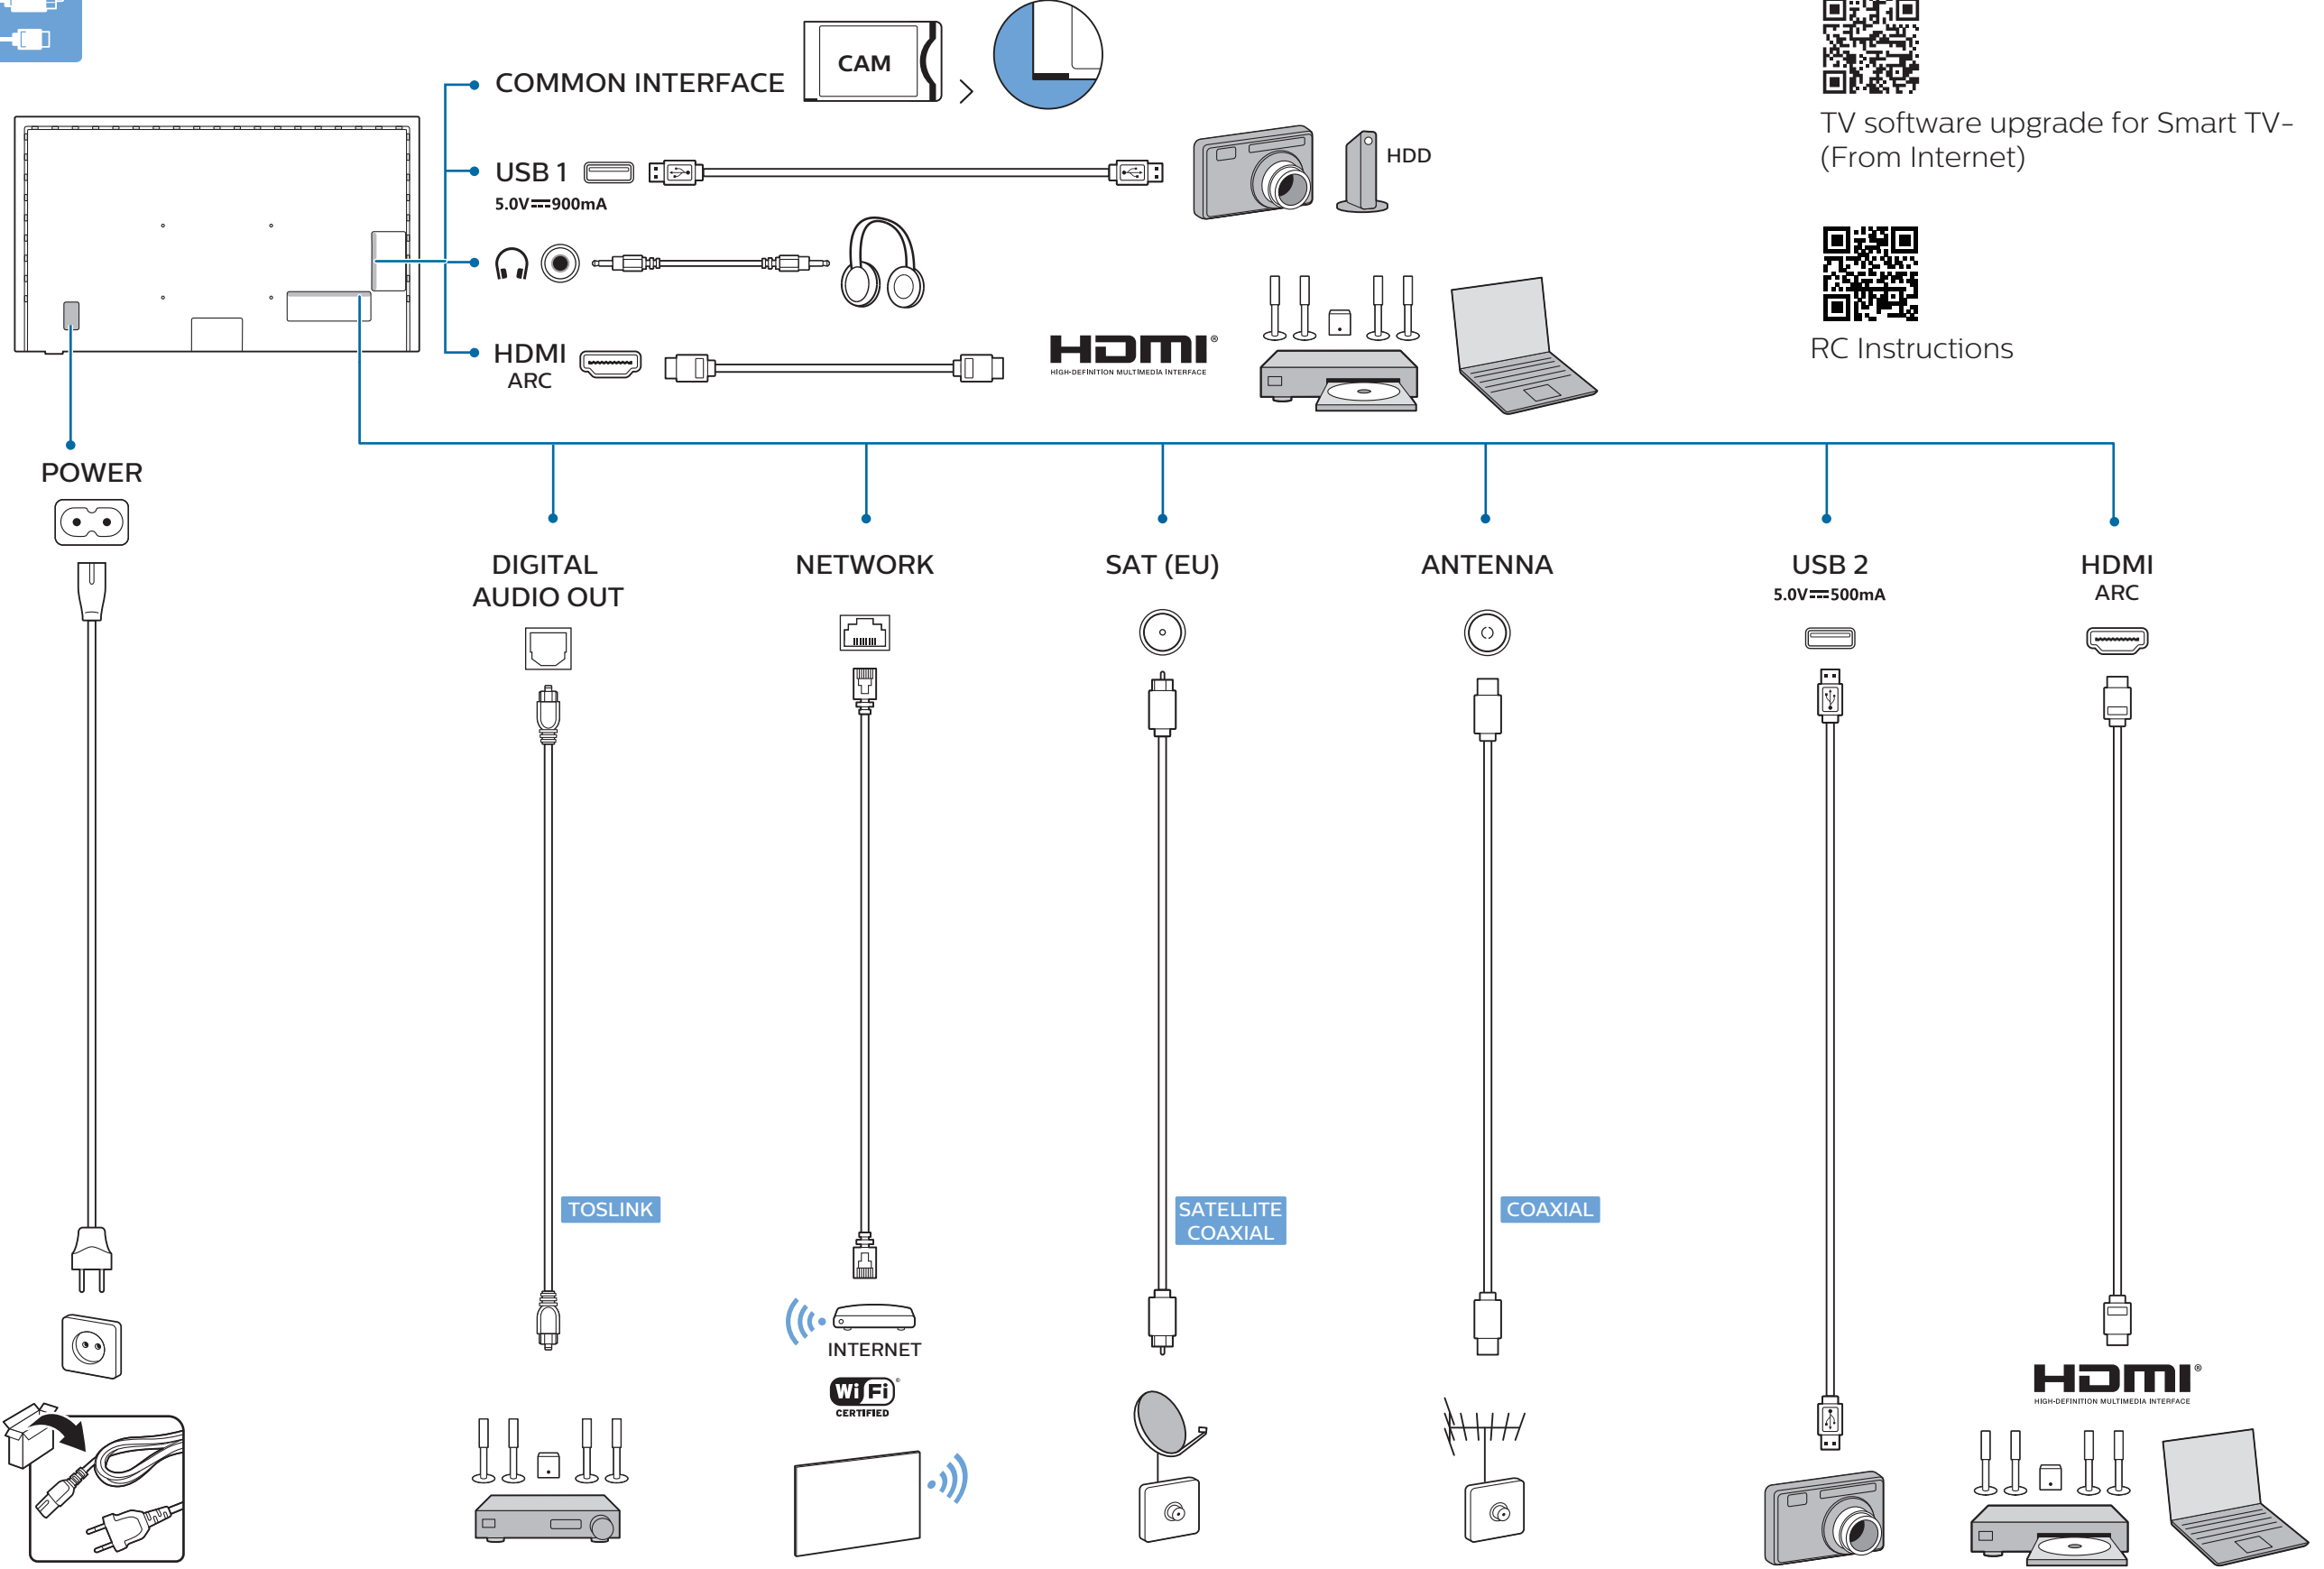 CAM
COMMON INTERFACE
TV software upgrade for Smart TV-
(From Internet)
USB 1
5.0V⎓900mA
HDD
HDMI
ARC
HDMI®
HIGH-DEFINITION MULTIMEDIA INTERFACE
RC Instructions
POWER
DIGITAL
AUDIO OUT
NETWORK
SAT (EU)
ANTENNA
USB 2
5.0V⎓500mA
HDMI
ARC
TOSLINK
SATELLITE
COAXIAL
COAXIAL
INTERNET
Wi Fi®
CERTIFIED
HDMI®
HIGH-DEFINITION MULTIMEDIA INTERFACE